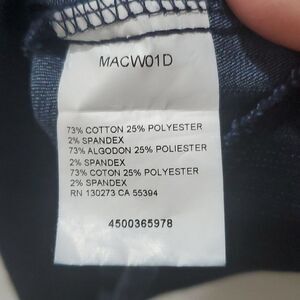 MACW01D
73% COTTON 25% POLYESTER
2% SPANDEX
73% ALGODON 25% POLIESTER
2% SPANDEX
73% COTON 25% POLYESTER
2% SPANDEX
RN 130273 CA 55394
4500365978